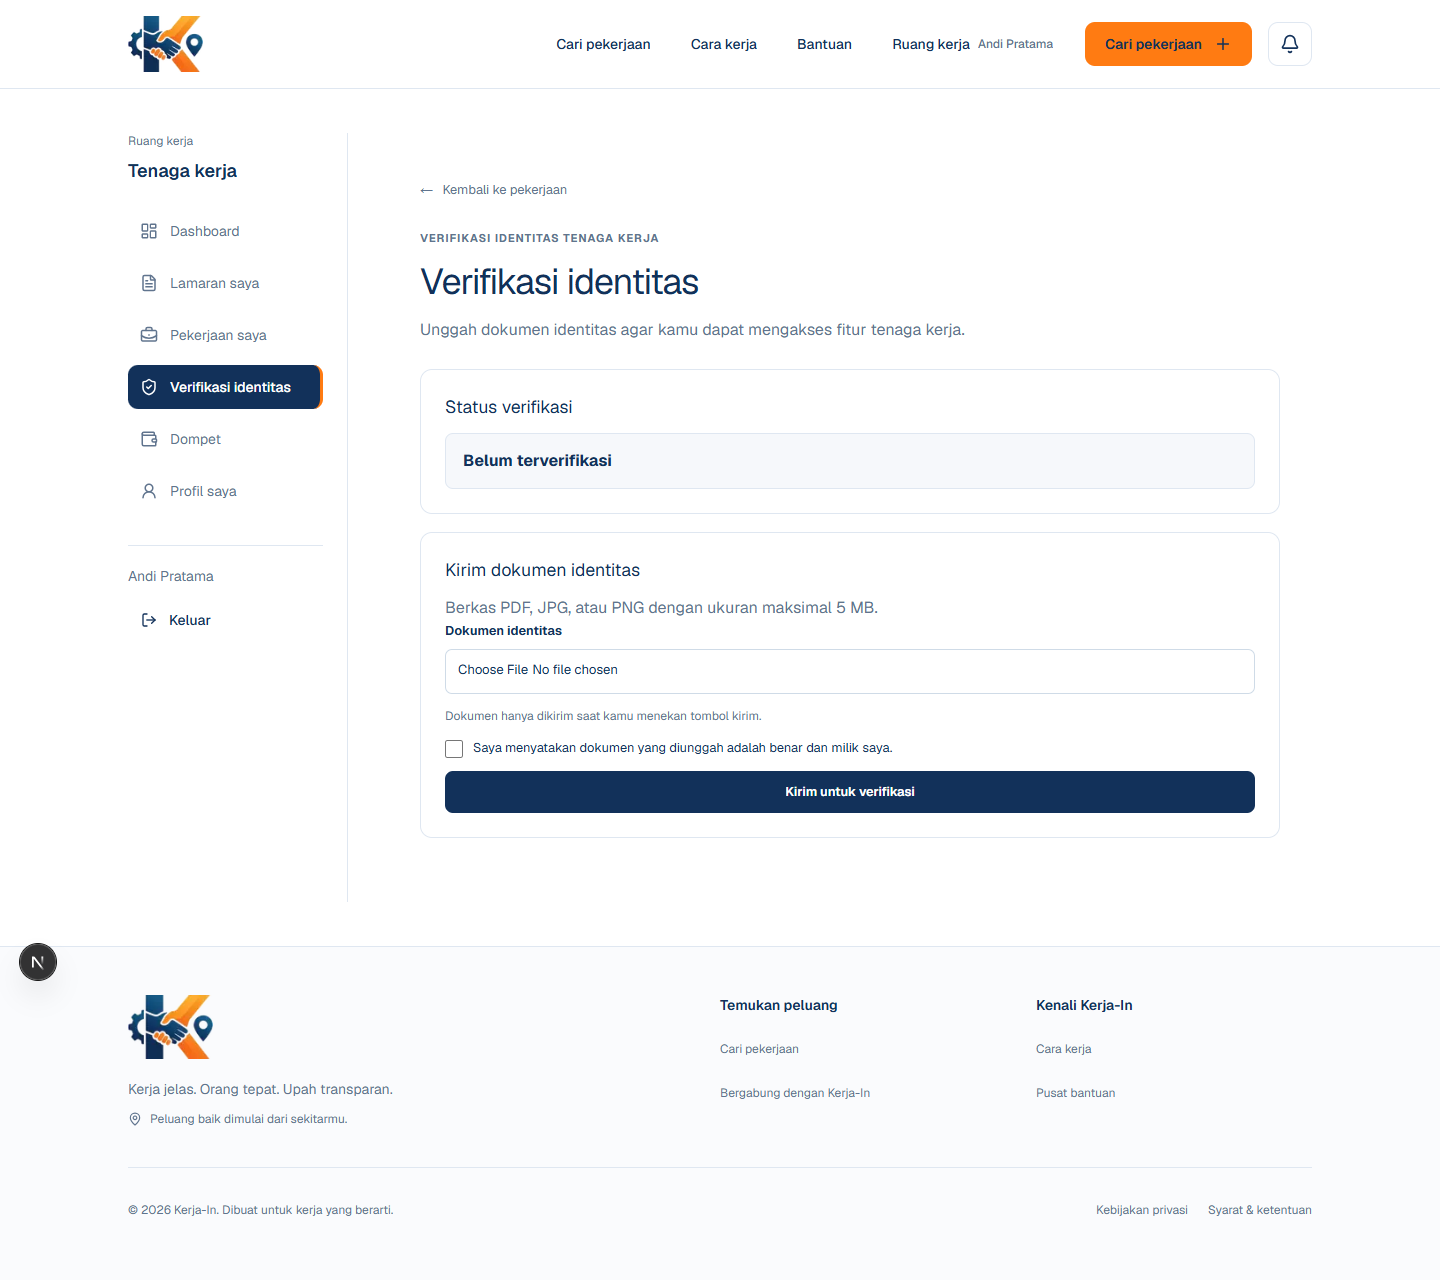 Cari pekerjaan
Cara kerja
Bantuan
Ruang kerja Andi Pratama
Cari pekerjaan
Ruang kerja
Tenaga kerja
Dashboard
Lamaran saya
Pekerjaan saya
Verifikasi identitas
Dompet
Profil saya
Andi Pratama
Keluar
← Kembali ke pekerjaan
VERIFIKASI IDENTITAS TENAGA KERJA
Verifikasi identitas
Unggah dokumen identitas agar kamu dapat mengakses fitur tenaga kerja.
Status verifikasi
Belum terverifikasi
Kirim dokumen identitas
Berkas PDF, JPG, atau PNG dengan ukuran maksimal 5 MB.
Dokumen identitas
Choose File No file chosen
Dokumen hanya dikirim saat kamu menekan tombol kirim.
Saya menyatakan dokumen yang diunggah adalah benar dan milik saya.
Kirim untuk verifikasi
N
K
Kerja jelas. Orang tepat. Upah transparan.
Peluang baik dimulai dari sekitarmu.
Temukan peluang
Cari pekerjaan
Bergabung dengan Kerja-In
Kenali Kerja-In
Cara kerja
Pusat bantuan
© 2026 Kerja-In. Dibuat untuk kerja yang berarti.
Kebijakan privasi
Syarat & ketentuan